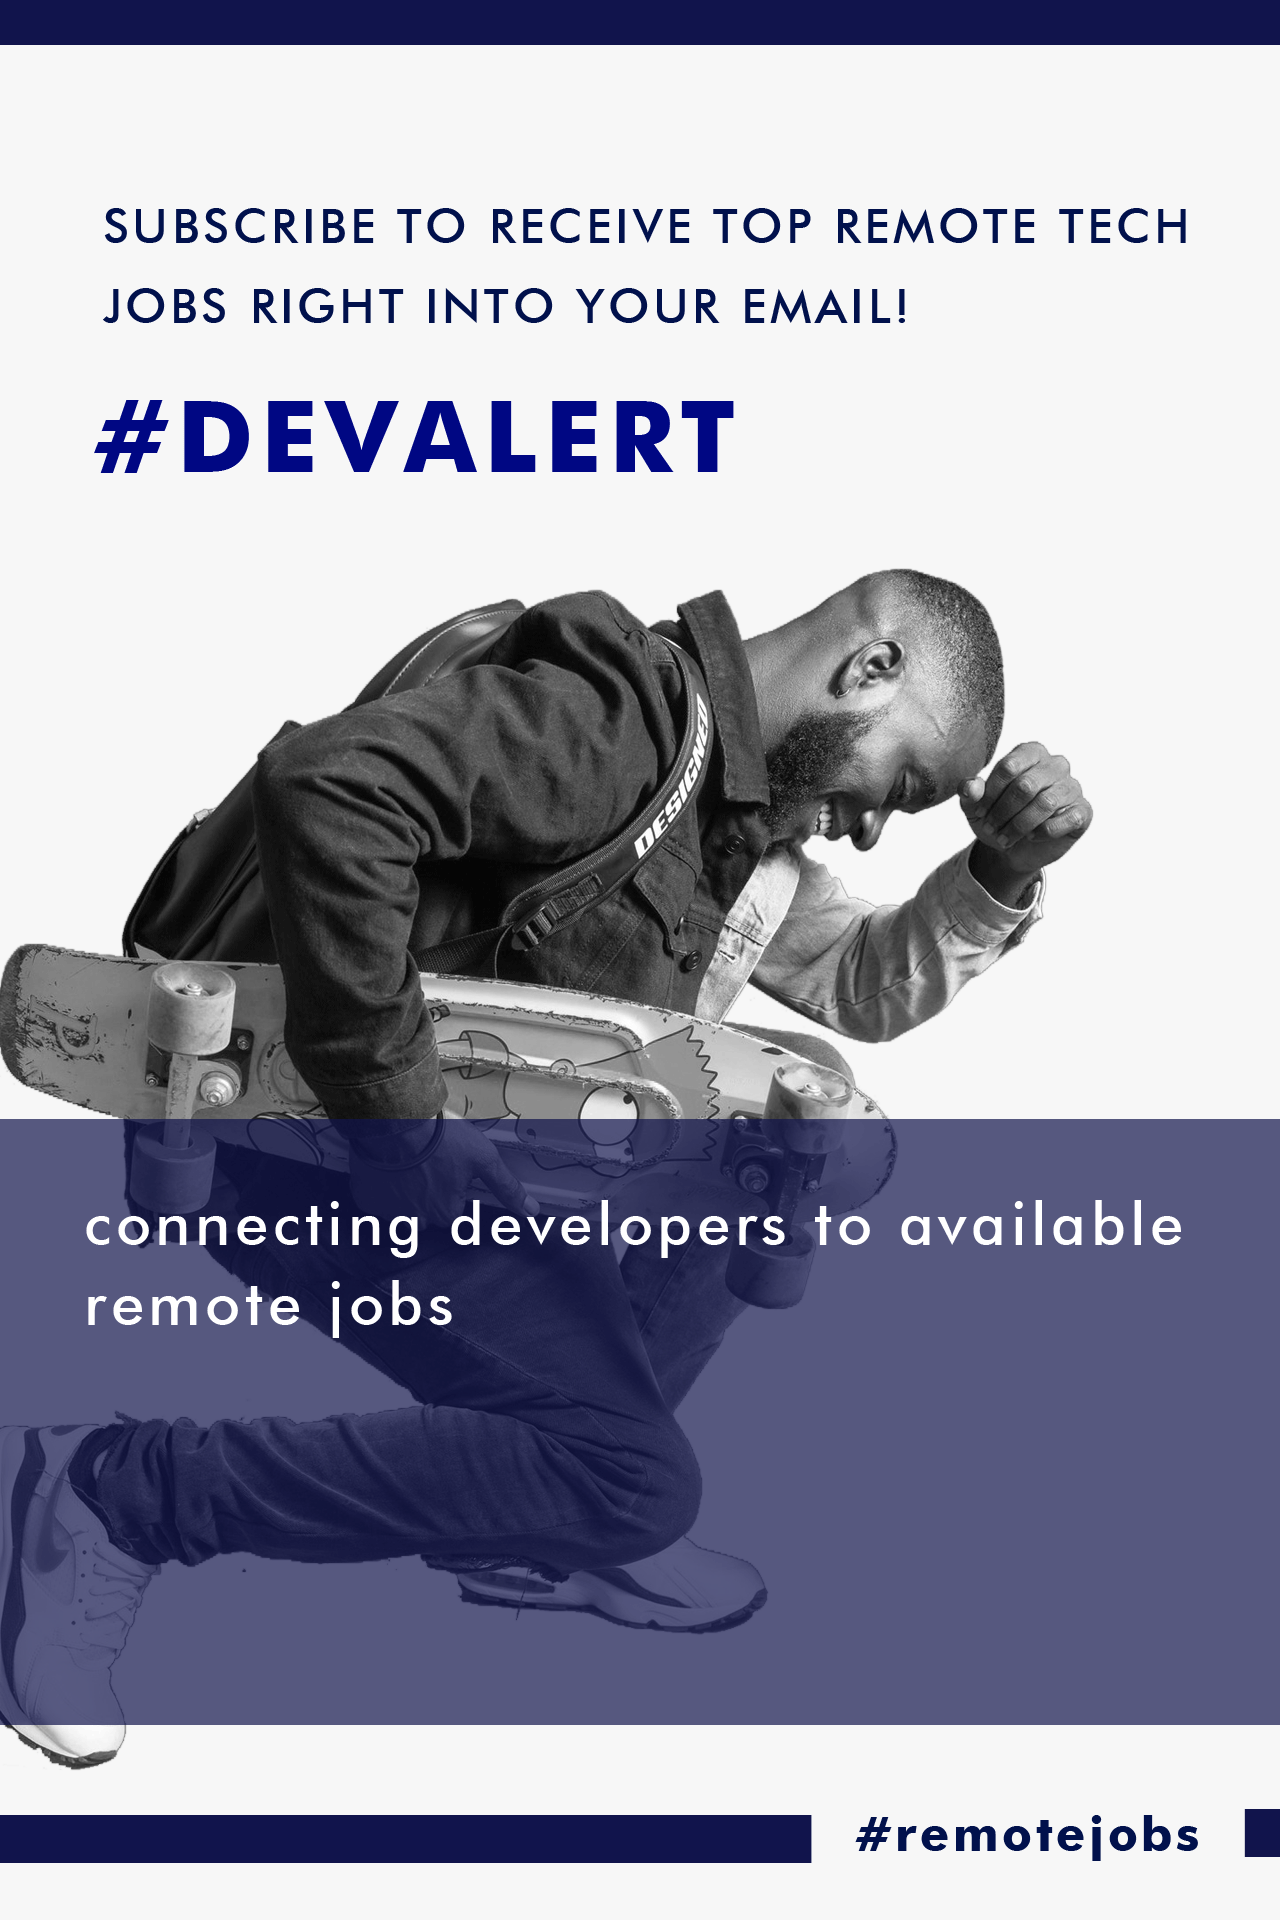 SUBSCRIBE TO RECEIVE TOP REMOTE TECH
JOBS RIGHT INTO YOUR EMAIL!
#DEVALERT
DESIGNED
connecting developers to available
remote jobs
#remotejobs